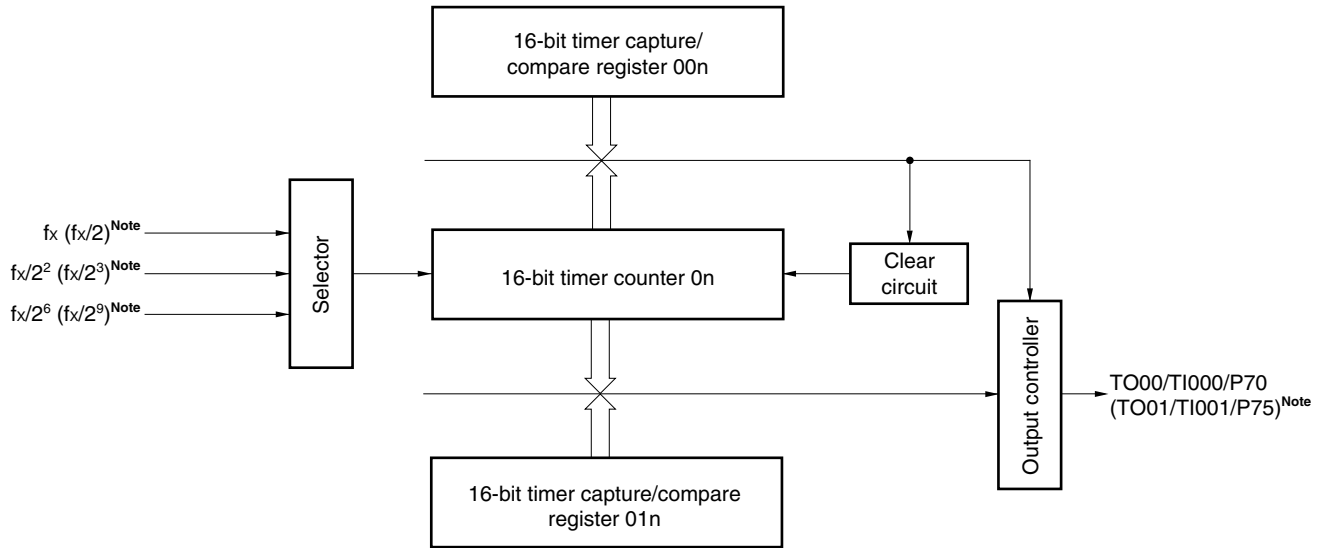 16-bit timer capture/
compare register 00n
fx (fx/2)Note
fx/2² (fx/2³)Note
fx/2⁶ (fx/2⁹)Note
Selector
16-bit timer counter 0n
Clear
circuit
Output controller
TO00/TI000/P70
(TO01/TI001/P75)Note
16-bit timer capture/compare
register 01n